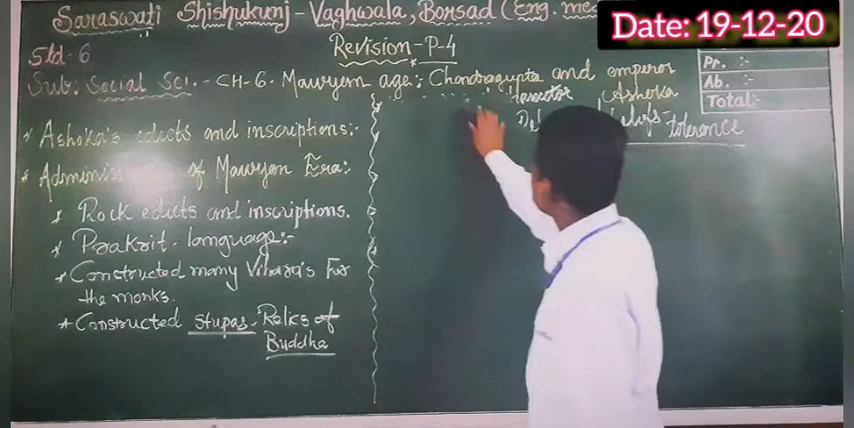 Saraswati Shishukunj - Vaghwala, Borsad (Eng. me
Date: 19-12-20
Revision - P-4
Std - 6
Sub: Social Sci. - CH-6. Mauryan age: Chandragupta and emperor
Ashoka
Pr. :-
Ab. :-
Total:-
* Ashoka's edicts and inscriptions:-
tolerence
* of Mauryan Era:-
* Rock edicts and inscriptions.
* Prakrit language:-
* Constructed many Vihara's For
the monks.
* Constructed Stupas - Relics of
Buddha